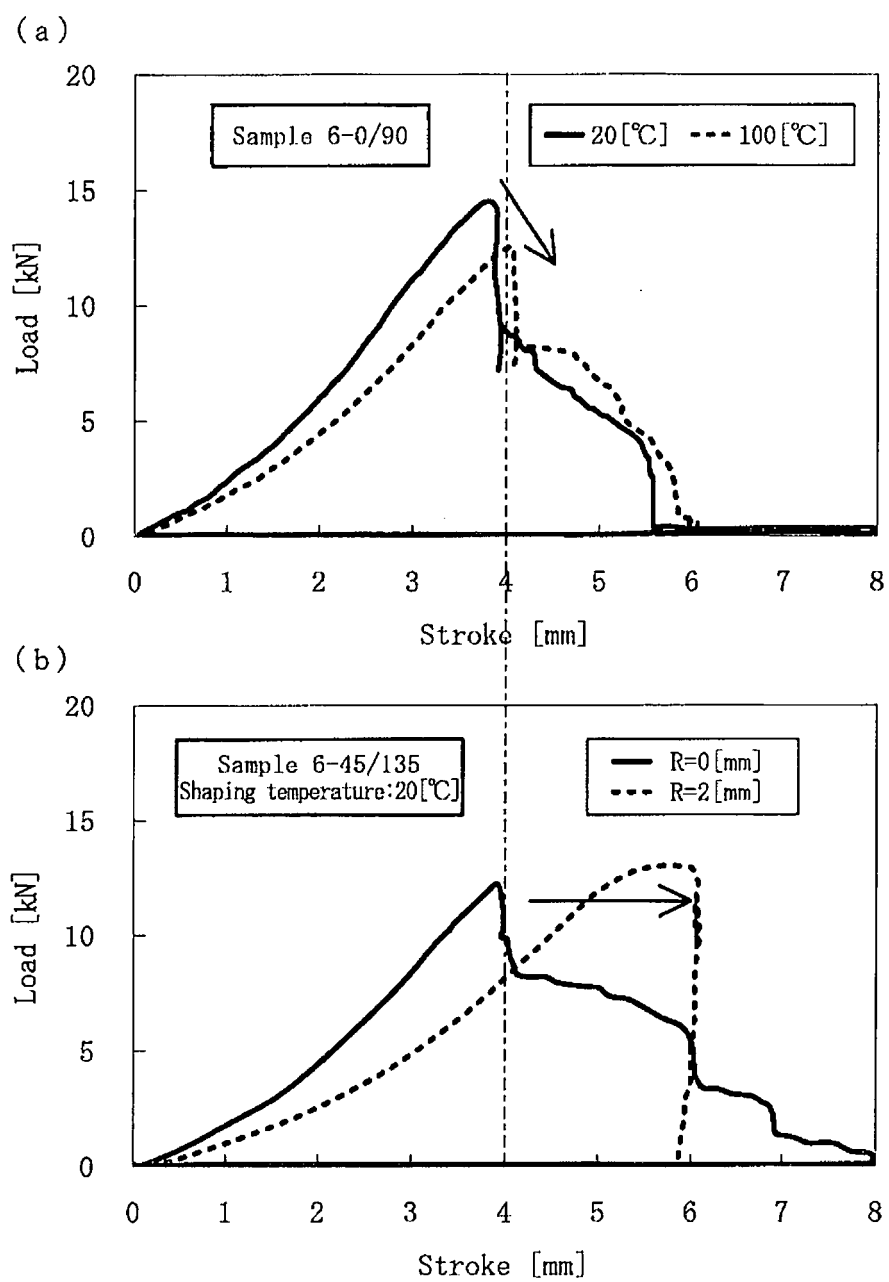 (a)
20
15
10
5
0
Load [kN]
Sample 6-0/90
20[℃] 100[℃]
0 1 2 3 4 5 6 7 8
Stroke [mm]
(b)
20
15
10
5
0
Load [kN]
Sample 6-45/135
Shaping temperature:20[℃]
R=0[mm]
R=2[mm]
0 1 2 3 4 5 6 7 8
Stroke [mm]